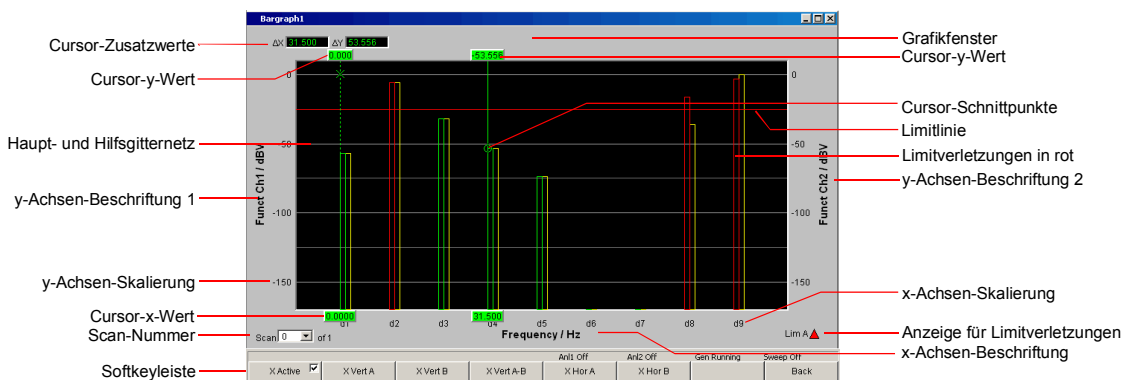 Bargraph1
Cursor-Zusatzwerte
ΔX 31.500 ΔY 53.556
Grafikfenster
0.000
-53.556
Cursor-y-Wert
Cursor-y-Wert
0
0
Cursor-Schnittpunkte
Limitlinie
Haupt- und Hilfsgitternetz
-50
-50
Limitverletzungen in rot
Funct Ch1 / dBV
Funct Ch2 / dBV
y-Achsen-Beschriftung 2
y-Achsen-Beschriftung 1
-100
-100
y-Achsen-Skalierung
-150
-150
x-Achsen-Skalierung
Cursor-x-Wert
0.0000
31.500
d1 d2 d3 d4 d5 d6 d7 d8 d9
Scan-Nummer
Scan 0 of 1
Frequency / Hz
Lim A
Anzeige für Limitverletzungen
x-Achsen-Beschriftung
Anl1 Off Anl2 Off Gen Running Sweep Off
Softkeyleiste
X Active X Vert A X Vert B X Vert A-B X Hor A X Hor B Back